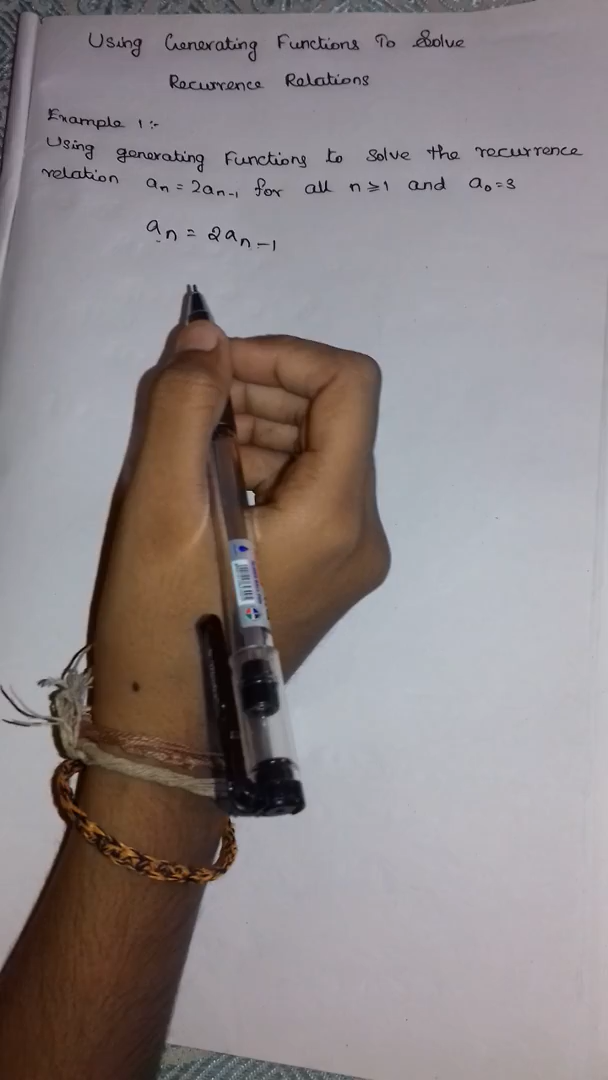 Using Generating Functions To Solve
Recurrence Relations
Example 1:-
Using generating Functions to solve the recurrence
relation aₙ = 2aₙ₋₁ for all n ≥ 1 and a₀ = 3
aₙ = 2aₙ₋₁